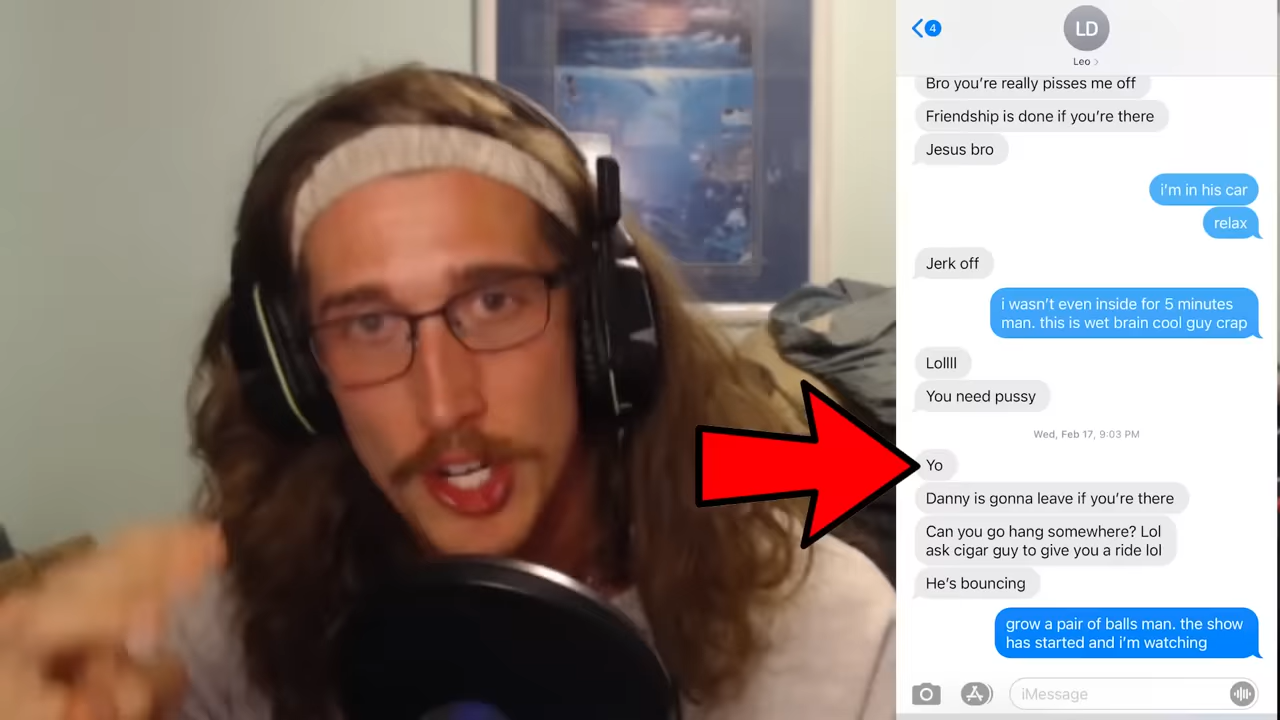 4
LD
Leo
Bro you're really pisses me off
Friendship is done if you're there
Jesus bro
i'm in his car
relax
Jerk off
i wasn't even inside for 5 minutes
man. this is wet brain cool guy crap
Lollll
You need pussy
Wed, Feb 17, 9:03 PM
Yo
Danny is gonna leave if you're there
Can you go hang somewhere? Lol
ask cigar guy to give you a ride lol
He's bouncing
grow a pair of balls man. the show
has started and i'm watching
iMessage